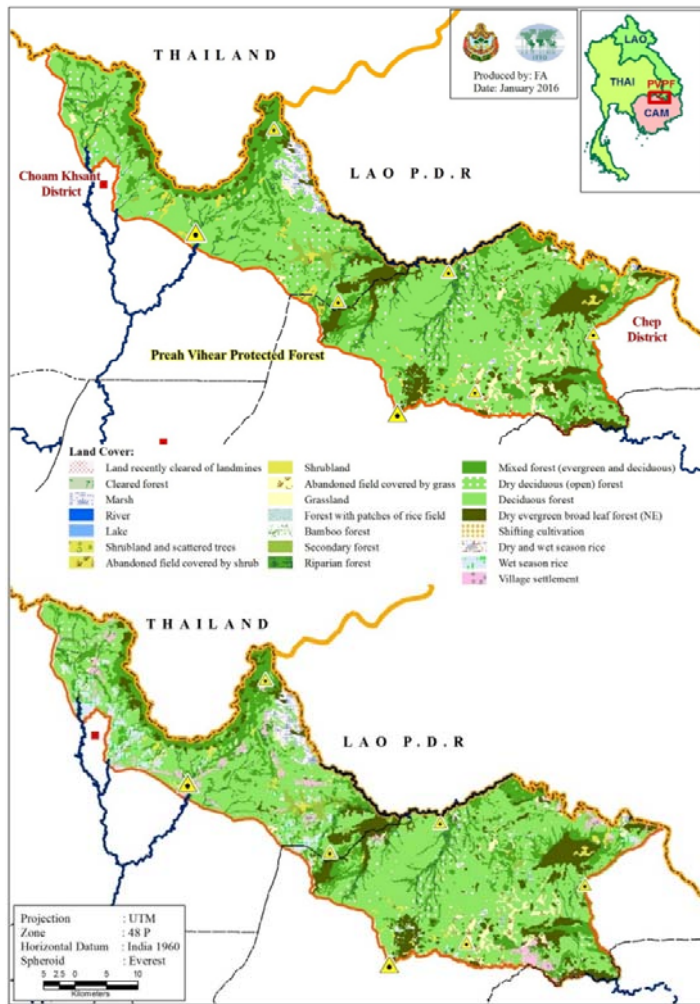 THAILAND
Produced by: FA
Date: January 2016
LAO
THAI
PVPF
CAM
LAO P.D.R
Choam Khsant
District
Chep
District
Preah Vihear Protected Forest
Land Cover:
Land recently cleared of landmines
Cleared forest
Marsh
River
Lake
Shrubland and scattered trees
Abandoned field covered by shrub
Shrubland
Abandoned field covered by grass
Grassland
Forest with patches of rice field
Bamboo forest
Secondary forest
Riparian forest
Mixed forest (evergreen and deciduous)
Dry deciduous (open) forest
Deciduous forest
Dry evergreen broad leaf forest (NE)
Shifting cultivation
Dry and wet season rice
Wet season rice
Village settlement
THAILAND
LAO P.D.R
Projection : UTM
Zone : 48 P
Horizontal Datum : India 1960
Spheroid : Everest
5 2.5 0 5 10
Kilometers